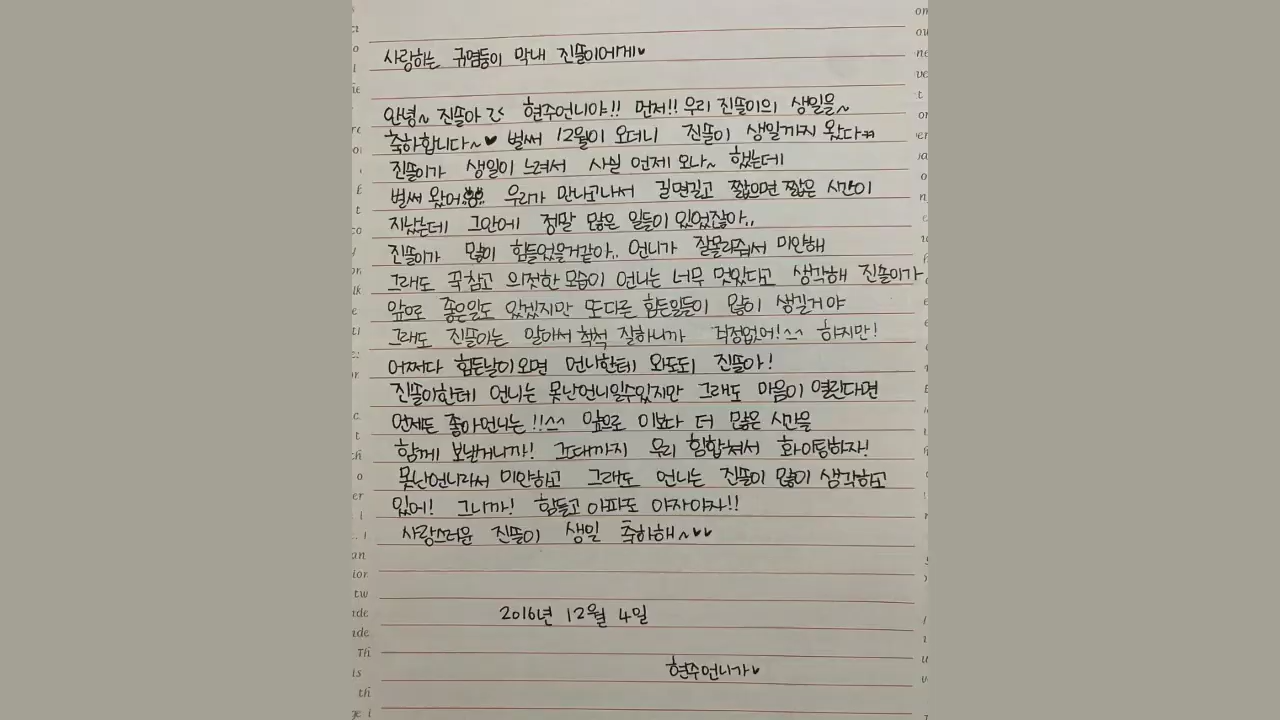 사랑하는 귀염둥이 막내 진뜰이에게♥
안녕~ 진뜰아 현주언니야!! 먼저!! 우리 진뜰이의 생일을~
축하합니다~♥ 벌써 12월이 오더니 진뜰이 생일까지 왔다ㅋㅋ
진뜰이가 생일이 느려서 사실 언제 오나~ 했는데
벌써 왔어!! 우리가 만나고나서 길면길고 짧으면 짧은 시간이
지났는데 그안에 정말 많은 일들이 있었잖아..
진뜰이가 많이 힘들었을거같아.. 언니가 잘몰라줘서 미안해
그래도 꾹참고 의젓한 모습이 언니는 너무 멋있다고 생각해 진뜰이가
앞으로 좋은일도 있겠지만 또다른 힘든일들이 많이 생길거야
그래도 진뜰이는 알아서 척척 잘하니까 걱정없어!^^ 하지만!
어쩌다 힘든날이오면 언니한테 와도돼 진뜰아!
진뜰이한테 언니는 못난언니일수있지만 그래도 마음이 열린다면
언제든 좋아언니는!!^^ 앞으로 이보다 더 많은 시간을
함께 보낼거니까! 그때까지 우리 힘합쳐서 화이팅하자!
못난언니라서 미안하고 그래도 언니는 진뜰이 많이 생각하고
있어! 그니까! 힘들고 아파도 아자아자!!
사랑스러운 진뜰이 생일 축하해~♥♥
2016년 12월 4일
현주언니가♥